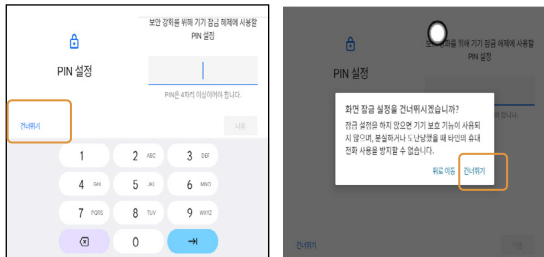 보안 강화를 위해 기기 잠금 해제에 사용할
PIN 설정
PIN 설정
PIN은 4자리 이상이어야 합니다.
건너뛰기
다음
1
2 ABC
3 DEF
4 GHI
5 JKL
6 MNO
7 PQRS
8 TUV
9 WXYZ
0
위해 기기 잠금 해제에 사용할
PIN 설정
PIN 설정
합니다.
화면 잠금 설정을 건너뛰시겠습니까?
잠금 설정을 하지 않으면 기기 보호 기능이 사용되
지 않으며, 분실하거나 도난당했을 때 타인의 휴대
전화 사용을 방지할 수 없습니다.
뒤로 이동
건너뛰기
건너뛰기
다음